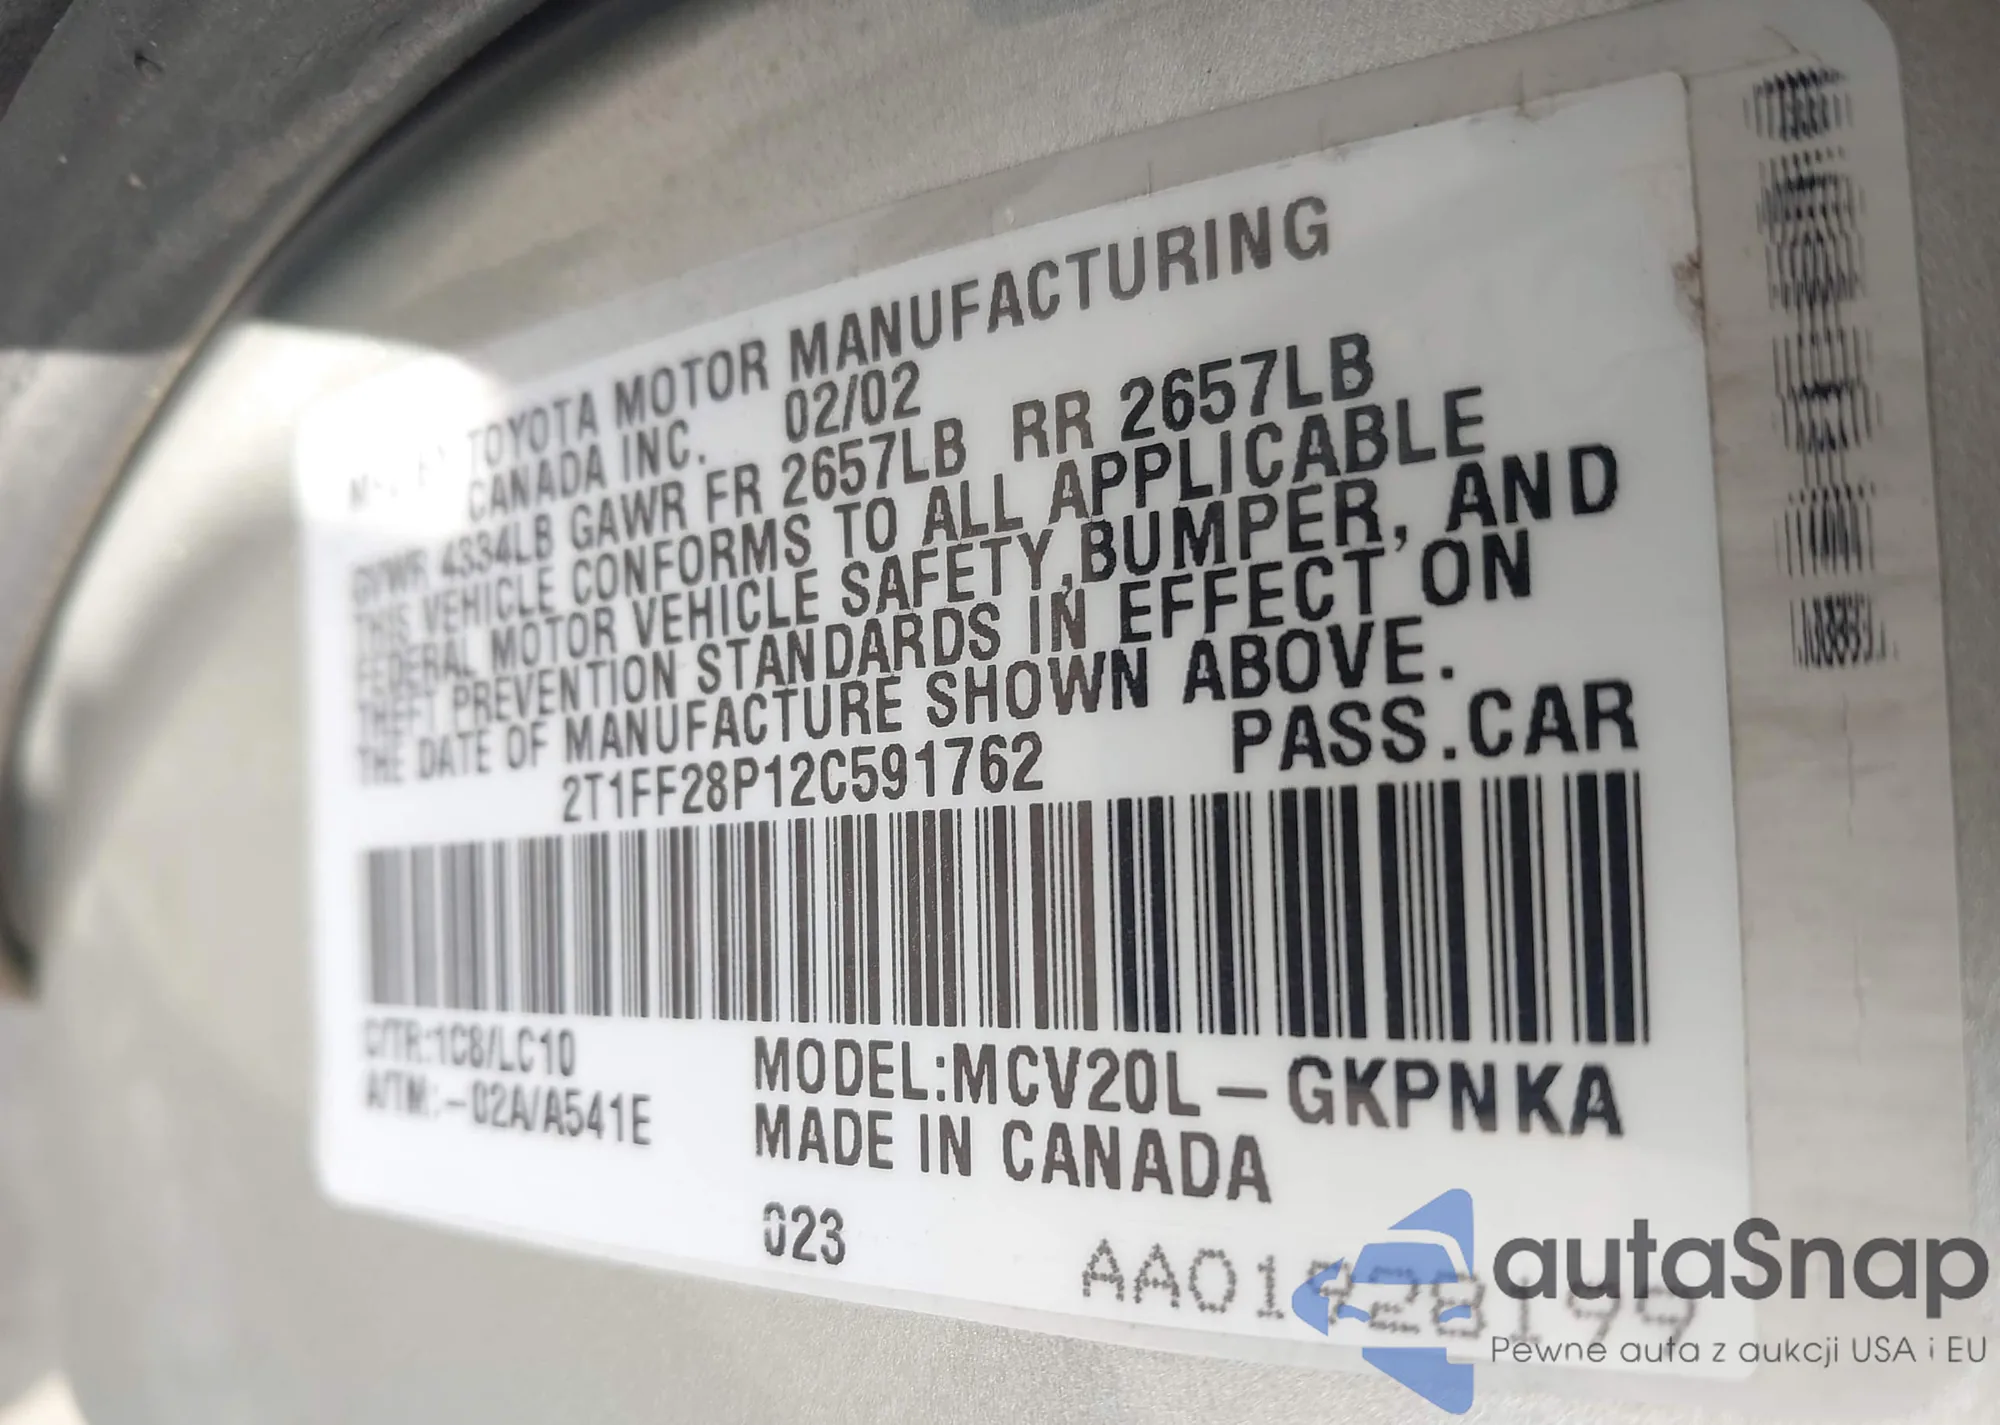 TOYOTA MOTOR MANUFACTURING
CANADA INC. 02/02
GVWR 4334LB GAWR FR 2657LB RR 2657LB
THIS VEHICLE CONFORMS TO ALL APPLICABLE
FEDERAL MOTOR VEHICLE SAFETY,BUMPER, AND
THEFT PREVENTION STANDARDS IN EFFECT ON
THE DATE OF MANUFACTURE SHOWN ABOVE.
2T1FF28P12C591762 PASS.CAR
C/TR:1C8/LC10 MODEL:MCV20L-GKPNKA
A/TM:-02A/A541E MADE IN CANADA
023
autaSnap
Pewne auta z aukcji USA i EU